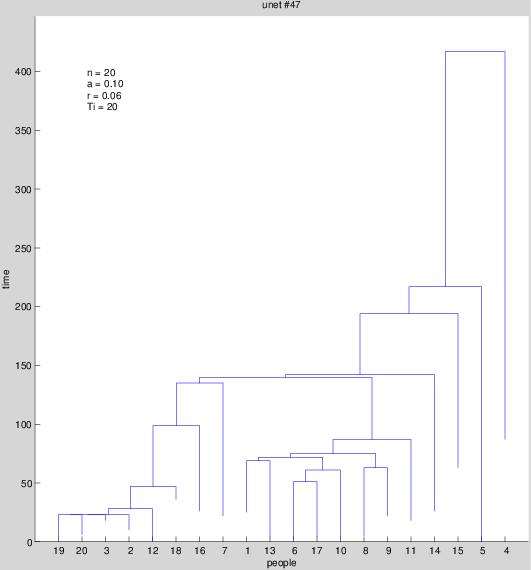 unet #47
n = 20
a = 0.10
r = 0.06
Ti = 20
400
350
300
250
200
150
100
50
0
time
19 20 3 2 12 18 16 7 1 13 6 17 10 8 9 11 14 15 5 4
people